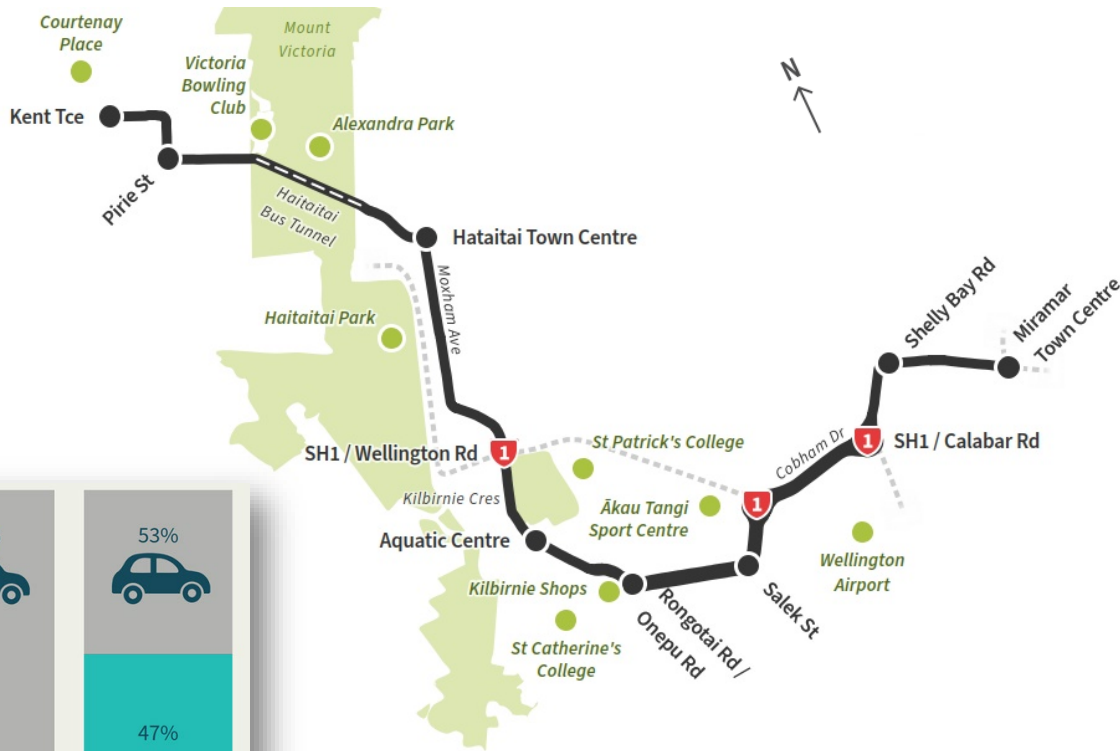 Courtenay
Place
Mount
Victoria
Victoria
Bowling
Club
Kent Tce
Alexandra Park
N
Pirie St
Haitaitai
Bus Tunnel
Hataitai Town Centre
Moxham Ave
Haitaitai Park
Shelly Bay Rd
Miramar
Town Centre
SH1 / Wellington Rd
1
St Patrick's College
Cobham Dr
1
SH1 / Calabar Rd
Kilbirnie Cres
Ākau Tangi
Sport Centre
1
Aquatic Centre
Wellington
Airport
Kilbirnie Shops
Rongotai Rd /
Onepu Rd
Salek St
St Catherine's
College
53%
47%